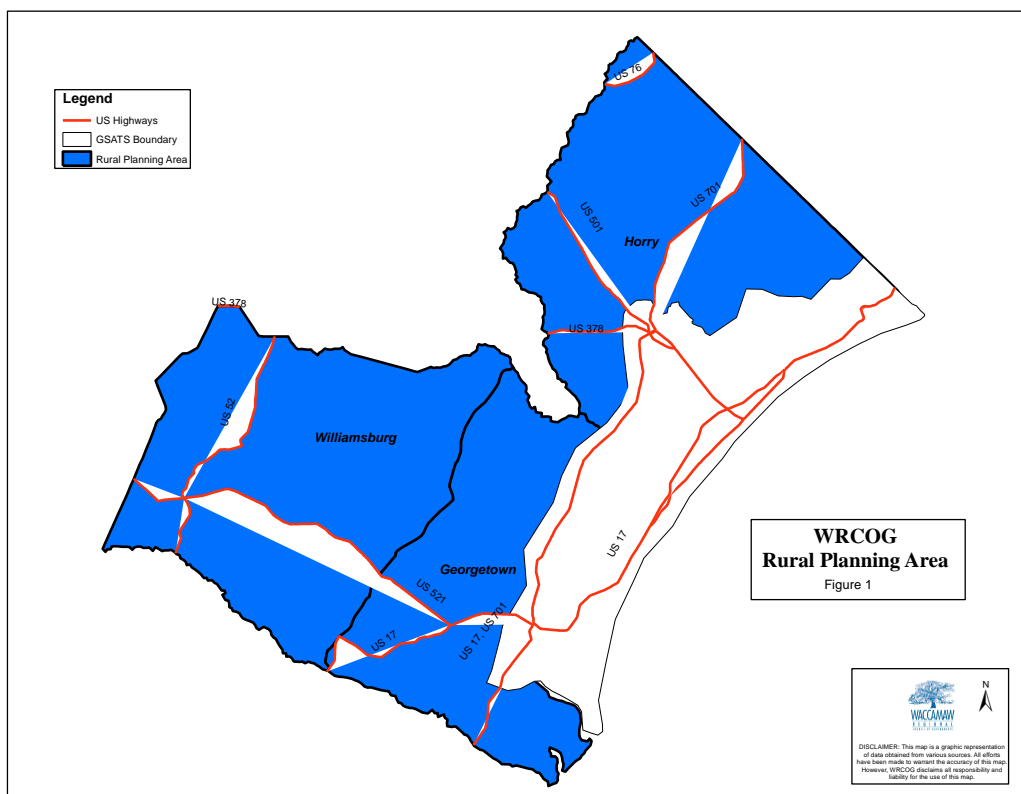 US 76
Legend
US Highways
GSATS Boundary
Rural Planning Area
US 701
US 501
Horry
US 378
US 378
US 52
Williamsburg
US 17
WRCOG
Rural Planning Area
Figure 1
Georgetown
US 521
US 17, US 701
US 17
N
WACCAMAW
REGIONAL
COUNCIL OF GOVERNMENTS
DISCLAIMER: This map is a graphic representation
of data obtained from various sources. All efforts
have been made to warrant the accuracy of this map.
However, WRCOG disclaims all responsibility and
liability for the use of this map.